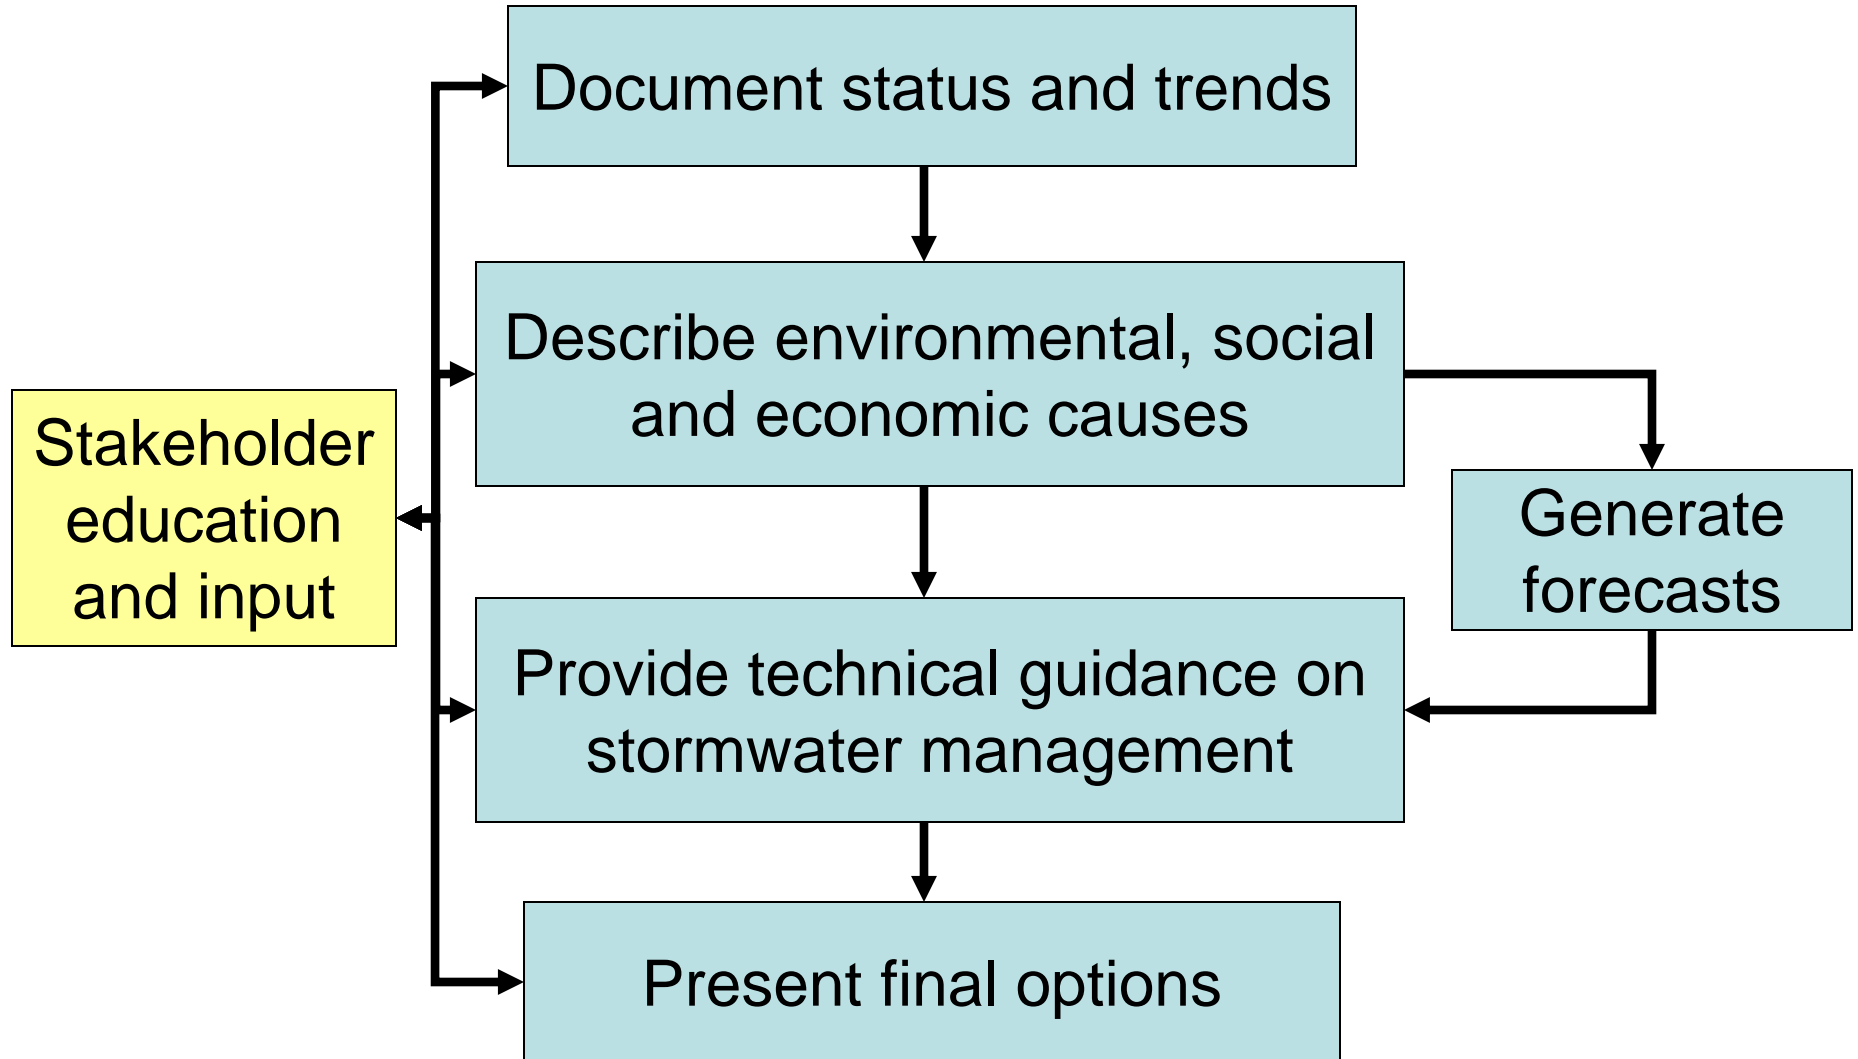 Document status and trends
Describe environmental, social
and economic causes
Stakeholder
education
and input
Generate
forecasts
Provide technical guidance on
stormwater management
Present final options